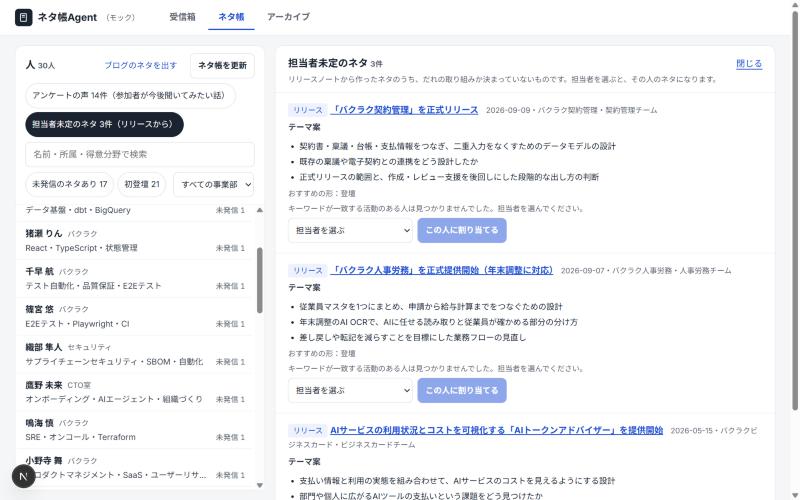 ネタ帳Agent （モック） 受信箱 ネタ帳 アーカイブ
人 30人 ブログのネタを出す ネタ帳を更新
アンケートの声 14件（参加者が今後聞いてみたい話）
担当者未定のネタ 3件（リリースから）
名前・所属・得意分野で検索
未発信のネタあり 17 初登壇 21 すべての事業部
データ基盤・dbt・BigQuery 未発信 1
猪瀬 りん バクラク
React・TypeScript・状態管理 未発信 1
千早 航 バクラク
テスト自動化・品質保証・E2Eテスト 未発信 1
篠宮 悠 バクラク
E2Eテスト・Playwright・CI 未発信 1
織部 隼人 セキュリティ
サプライチェーンセキュリティ・SBOM・自動化 未発信 1
鷹野 未来 CTO室
オンボーディング・AIエージェント・組織づくり 未発信 1
鳴海 慎 バクラク
SRE・オンコール・Terraform 未発信 1
小野寺 舞 バクラク
ロダクトマネジメント・SaaS・ユーザーリサ… 未発信 1
N
担当者未定のネタ 3件 閉じる
リリースノートから作ったネタのうち、だれの取り組みか決まっていないものです。担当者を選ぶと、その人のネタになります。
リリース 「バクラク契約管理」を正式リリース 2026-09-09・バクラク契約管理・契約管理チーム
テーマ案
• 契約書・稟議・台帳・支払情報をつなぎ、二重入力をなくすためのデータモデルの設計
• 既存の稟議や電子契約との連携をどう設計したか
• 正式リリースの範囲と、作成・レビュー支援を後回しにした段階的な出し方の判断
おすすめの形：登壇
キーワードが一致する活動のある人は見つかりませんでした。担当者を選んでください。
担当者を選ぶ この人に割り当てる
リリース 「バクラク人事労務」を正式提供開始（年末調整に対応） 2026-09-07・バクラク人事労務・人事労務チーム
テーマ案
• 従業員マスタを1つにまとめ、申請から給与計算までをつなぐための設計
• 年末調整のAI OCRで、AIに任せる読み取りと従業員が確かめる部分の分け方
• 差し戻しや転記を減らすことを目標にした業務フローの見直し
おすすめの形：登壇
キーワードが一致する活動のある人は見つかりませんでした。担当者を選んでください。
担当者を選ぶ この人に割り当てる
リリース AIサービスの利用状況とコストを可視化する「AIトークンアドバイザー」を提供開始 2026-05-15・バクラクビ
ジネスカード・ビジネスカードチーム
テーマ案
• 支払い情報と利用の実態を組み合わせて、AIサービスのコストを見えるようにする設計
• 部門や個人に広がるAIツールの支払いという課題をどう見つけたか